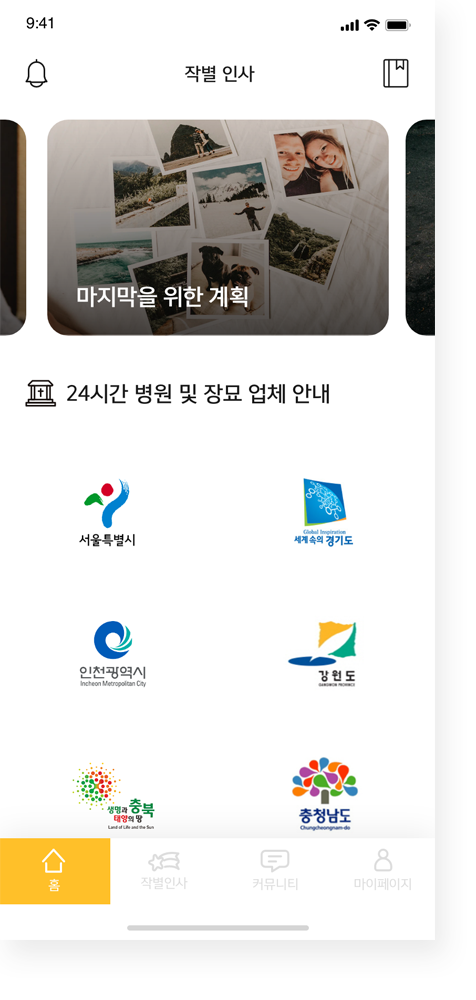 9:41
작별 인사
마지막을 위한 계획
24시간 병원 및 장묘 업체 안내
서울특별시
Global Inspiration
세계속의 경기도
인천광역시
Incheon Metropolitan City
강원도
GANGWON PROVINCE
생명과 충북
태양의 땅
Land of Life and the Sun
충청남도
Chungcheongnam-do
홈
작별인사
커뮤니티
마이페이지